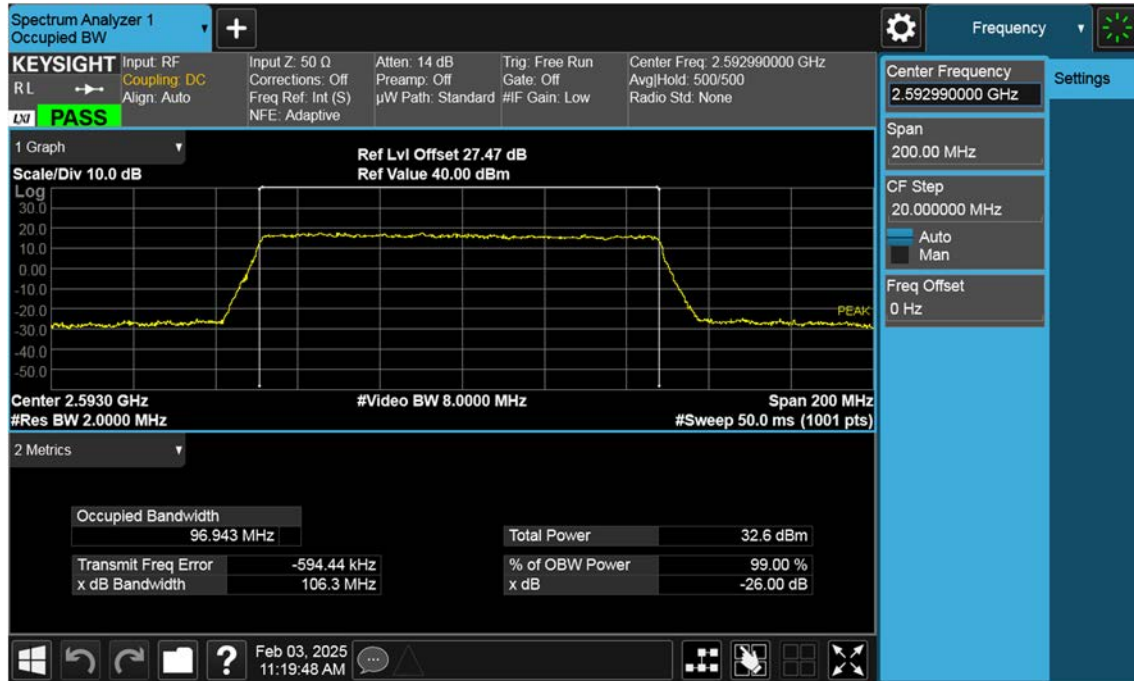 Spectrum Analyzer 1
Occupied BW
+
Frequency
KEYSIGHT
RL
LXI
PASS
Input: RF
Coupling: DC
Align: Auto
Input Z: 50 Ω
Corrections: Off
Freq Ref: Int (S)
NFE: Adaptive
Atten: 14 dB
Preamp: Off
µW Path: Standard
Trig: Free Run
Gate: Off
#IF Gain: Low
Center Freq: 2.592990000 GHz
Avg|Hold: 500/500
Radio Std: None
Center Frequency
2.592990000 GHz
Settings
Span
200.00 MHz
CF Step
20.000000 MHz
Auto
Man
Freq Offset
0 Hz
1 Graph
Scale/Div 10.0 dB
Ref Lvl Offset 27.47 dB
Ref Value 40.00 dBm
Log
30.0
20.0
10.0
0.00
-10.0
-20.0
-30.0
-40.0
-50.0
PEAK
Center 2.5930 GHz
#Video BW 8.0000 MHz
Span 200 MHz
#Res BW 2.0000 MHz
#Sweep 50.0 ms (1001 pts)
2 Metrics
Occupied Bandwidth
96.943 MHz
Total Power 32.6 dBm
Transmit Freq Error -594.44 kHz
% of OBW Power 99.00 %
x dB Bandwidth 106.3 MHz
x dB -26.00 dB
?
Feb 03, 2025
11:19:48 AM